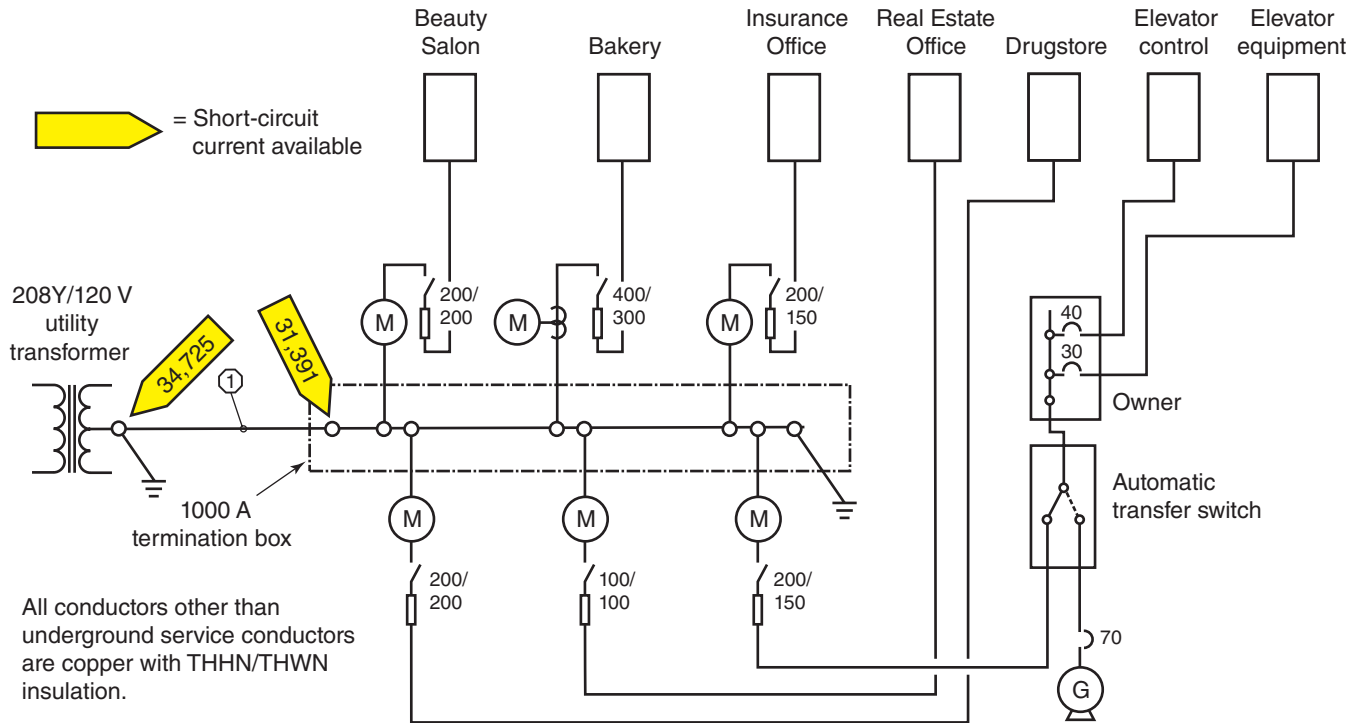 Beauty
Salon
Bakery
Insurance
Office
Real Estate
Office
Drugstore
Elevator
control
Elevator
equipment
= Short-circuit
current available
208Y/120 V
utility
transformer
34,725
1
31,391
M
200/
200
M
400/
300
M
200/
150
40
30
Owner
Automatic
transfer switch
1000 A
termination box
M
200/
200
M
100/
100
M
200/
150
70
G
All conductors other than
underground service conductors
are copper with THHN/THWN
insulation.